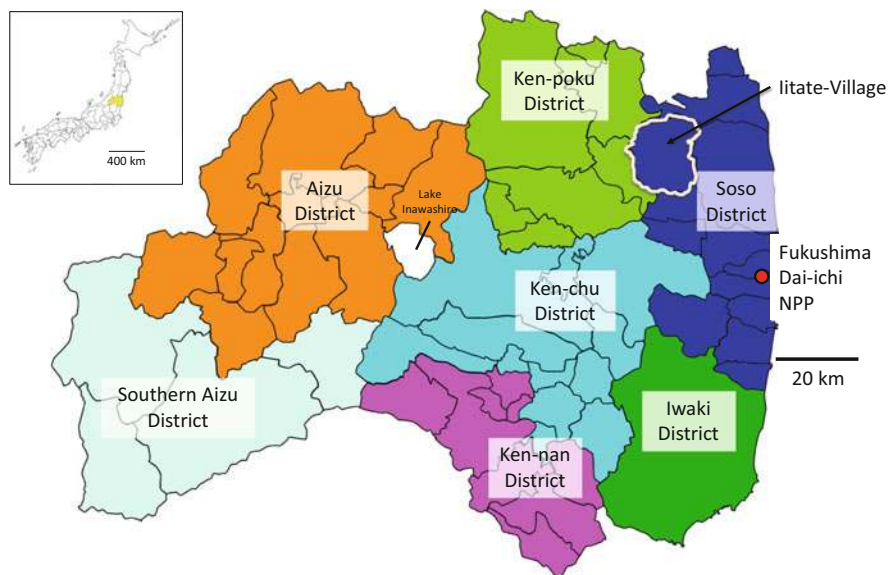 400 km
Ken-poku
District
Iitate-Village
Aizu
District
Lake
Inawashiro
Soso
District
Fukushima
Dai-ichi
NPP
Ken-chu
District
20 km
Southern Aizu
District
Iwaki
District
Ken-nan
District